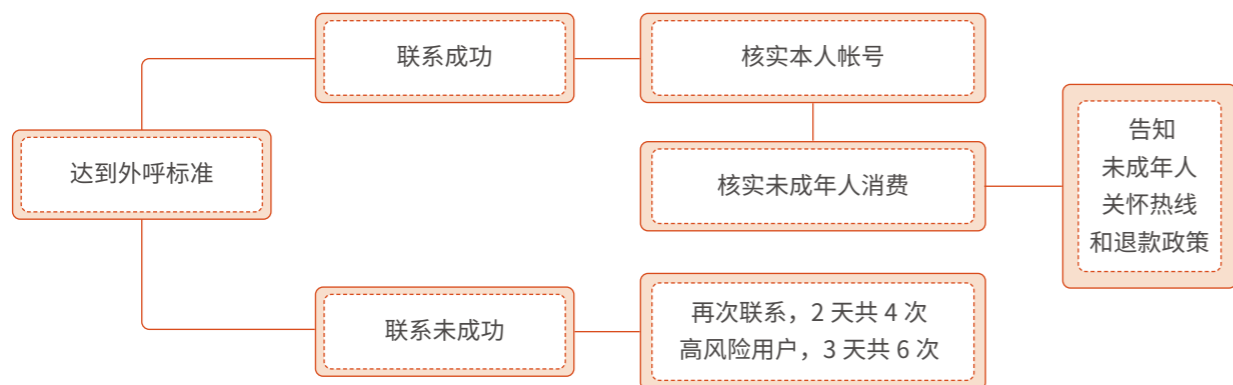 达到外呼标准
联系成功
核实本人帐号
核实未成年人消费
告知
未成年人
关怀热线
和退款政策
联系未成功
再次联系，2 天共 4 次
高风险用户，3 天共 6 次